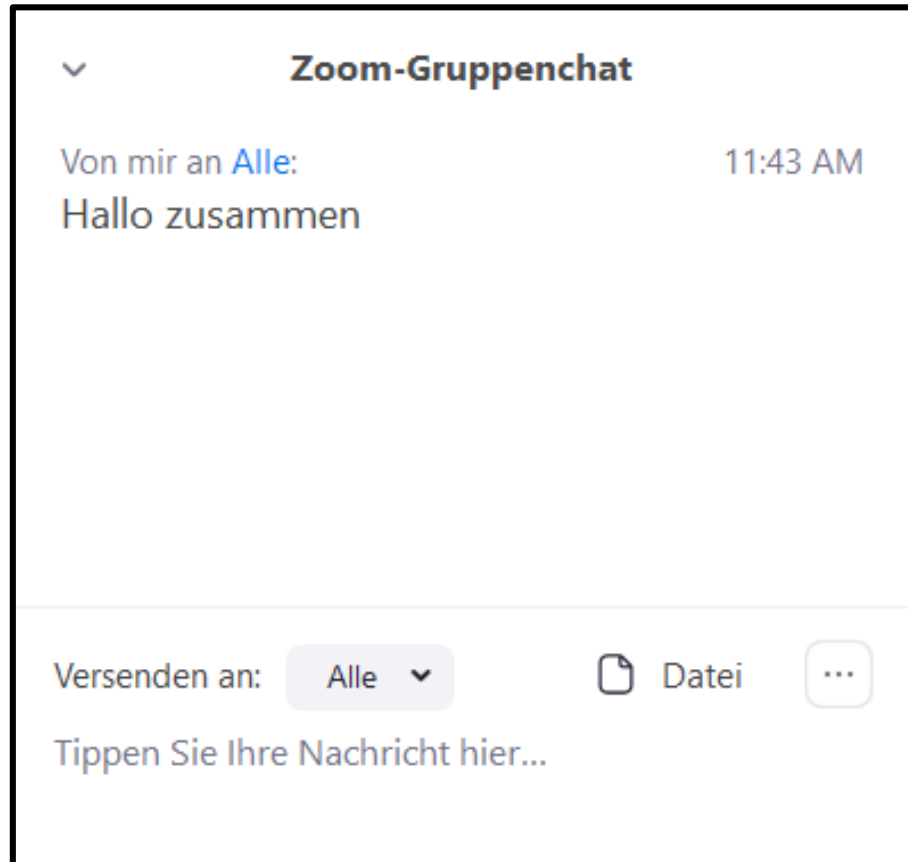 Zoom-Gruppenchat
Von mir an Alle: 11:43 AM
Hallo zusammen
Versenden an: Alle Datei ...
Tippen Sie Ihre Nachricht hier...